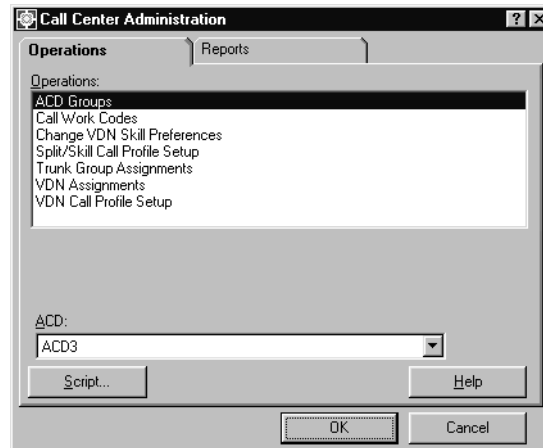 Call Center Administration
Operations
Reports
Operations:
ACD Groups
Call Work Codes
Change VDN Skill Preferences
Split/Skill Call Profile Setup
Trunk Group Assignments
VDN Assignments
VDN Call Profile Setup
ACD:
ACD3
Script...
Help
OK
Cancel